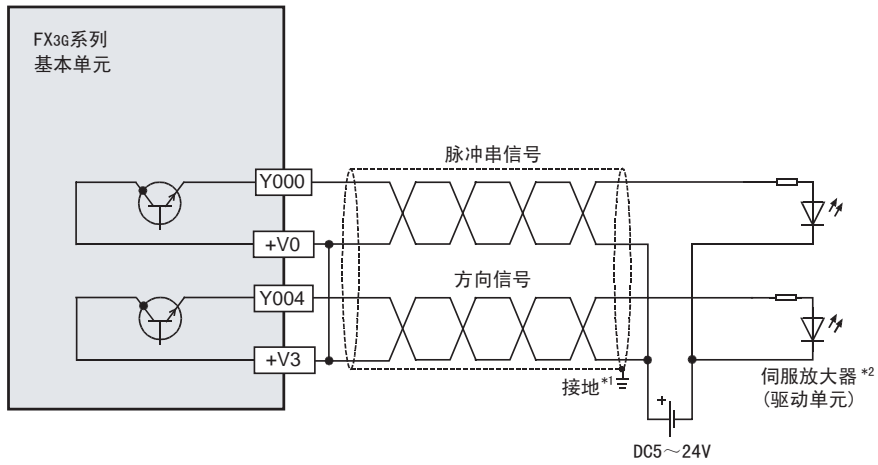 FX3G系列
基本单元
脉冲串信号
Y000
+V0
方向信号
Y004
+V3
接地*1
伺服放大器*2
(驱动单元)
+
DC5～24V